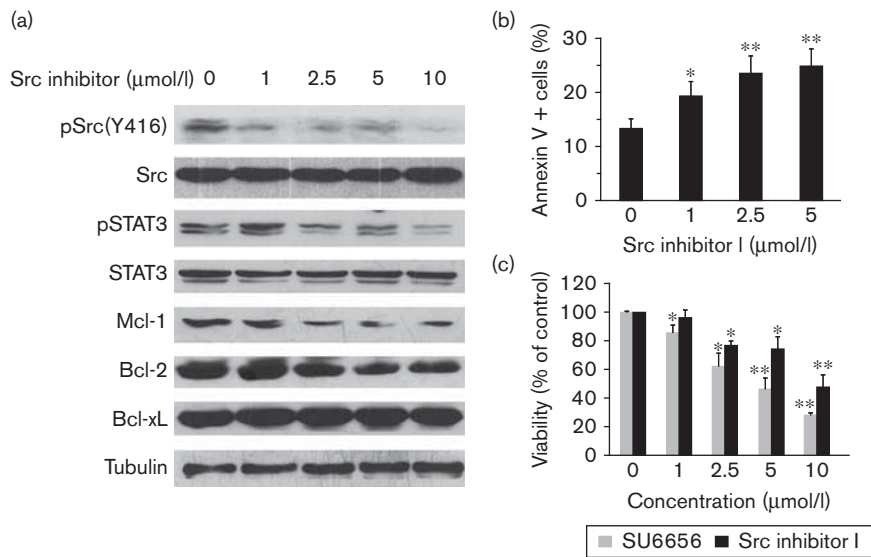 (a)
Src inhibitor (μmol/l) 0 1 2.5 5 10
pSrc(Y416)
Src
pSTAT3
STAT3
Mcl-1
Bcl-2
Bcl-xL
Tubulin
(b)
Annexin V + cells (%)
30
20
10
0
* ** **
0 1 2.5 5
Src inhibitor I (μmol/l)
(c)
Viability (% of control)
120
100
80
60
40
20
0
* * * * ** ** **
0 1 2.5 5 10
Concentration (μmol/l)
SU6656 Src inhibitor I